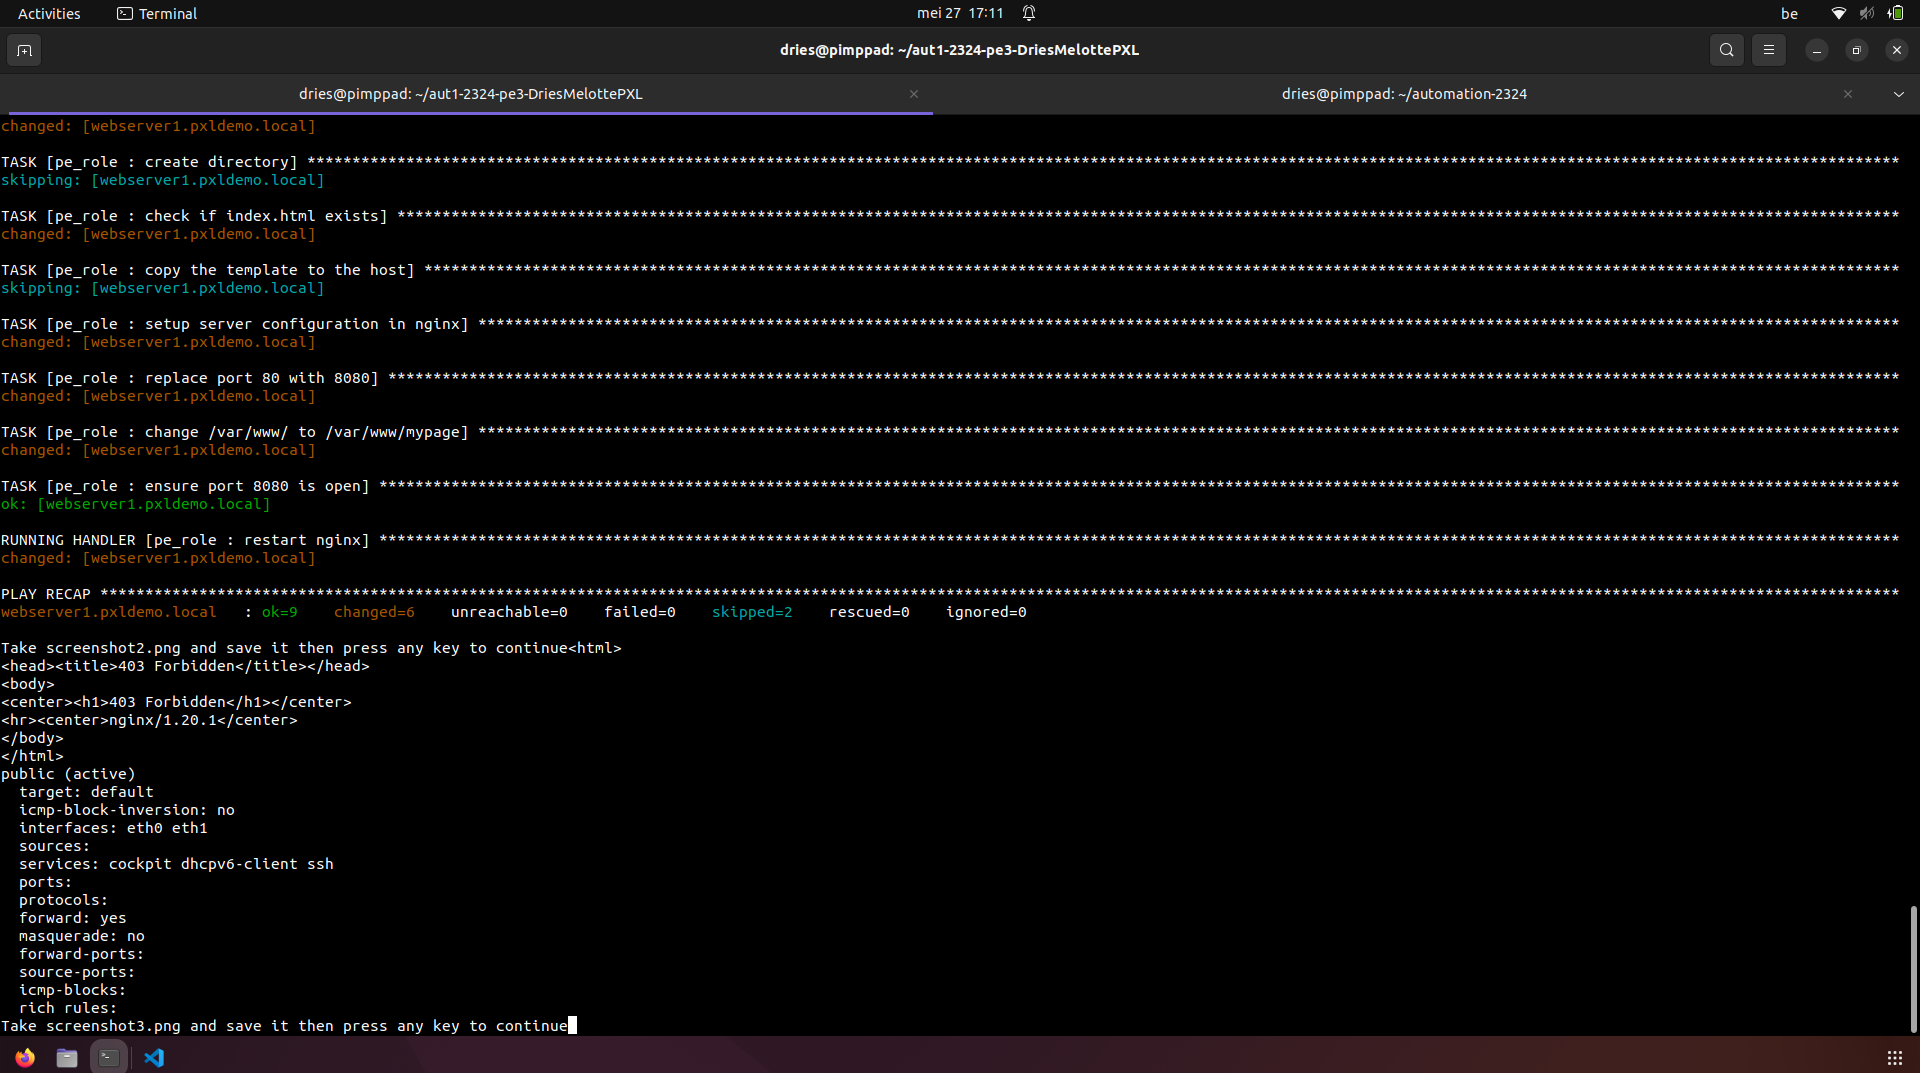 Activities Terminal mei 27 17:11 be
dries@pimppad: ~/aut1-2324-pe3-DriesMelottePXL
dries@pimppad: ~/aut1-2324-pe3-DriesMelottePXL dries@pimppad: ~/automation-2324
changed: [webserver1.pxldemo.local]
TASK [pe_role : create directory] *********************************************************************************************************************************************************************************
skipping: [webserver1.pxldemo.local]
TASK [pe_role : check if index.html exists] ***********************************************************************************************************************************************************************
changed: [webserver1.pxldemo.local]
TASK [pe_role : copy the template to the host] ********************************************************************************************************************************************************************
skipping: [webserver1.pxldemo.local]
TASK [pe_role : setup server configuration in nginx] **************************************************************************************************************************************************************
changed: [webserver1.pxldemo.local]
TASK [pe_role : replace port 80 with 8080] ************************************************************************************************************************************************************************
changed: [webserver1.pxldemo.local]
TASK [pe_role : change /var/www/ to /var/www/mypage] **************************************************************************************************************************************************************
changed: [webserver1.pxldemo.local]
TASK [pe_role : ensure port 8080 is open] *************************************************************************************************************************************************************************
ok: [webserver1.pxldemo.local]
RUNNING HANDLER [pe_role : restart nginx] *************************************************************************************************************************************************************************
changed: [webserver1.pxldemo.local]
PLAY RECAP ********************************************************************************************************************************************************************************************************
webserver1.pxldemo.local   : ok=9    changed=6    unreachable=0    failed=0    skipped=2    rescued=0    ignored=0
Take screenshot2.png and save it then press any key to continue<html>
<head><title>403 Forbidden</title></head>
<body>
<center><h1>403 Forbidden</h1></center>
<hr><center>nginx/1.20.1</center>
</body>
</html>
public (active)
  target: default
  icmp-block-inversion: no
  interfaces: eth0 eth1
  sources:
  services: cockpit dhcpv6-client ssh
  ports:
  protocols:
  forward: yes
  masquerade: no
  forward-ports:
  source-ports:
  icmp-blocks:
  rich rules:
Take screenshot3.png and save it then press any key to continue